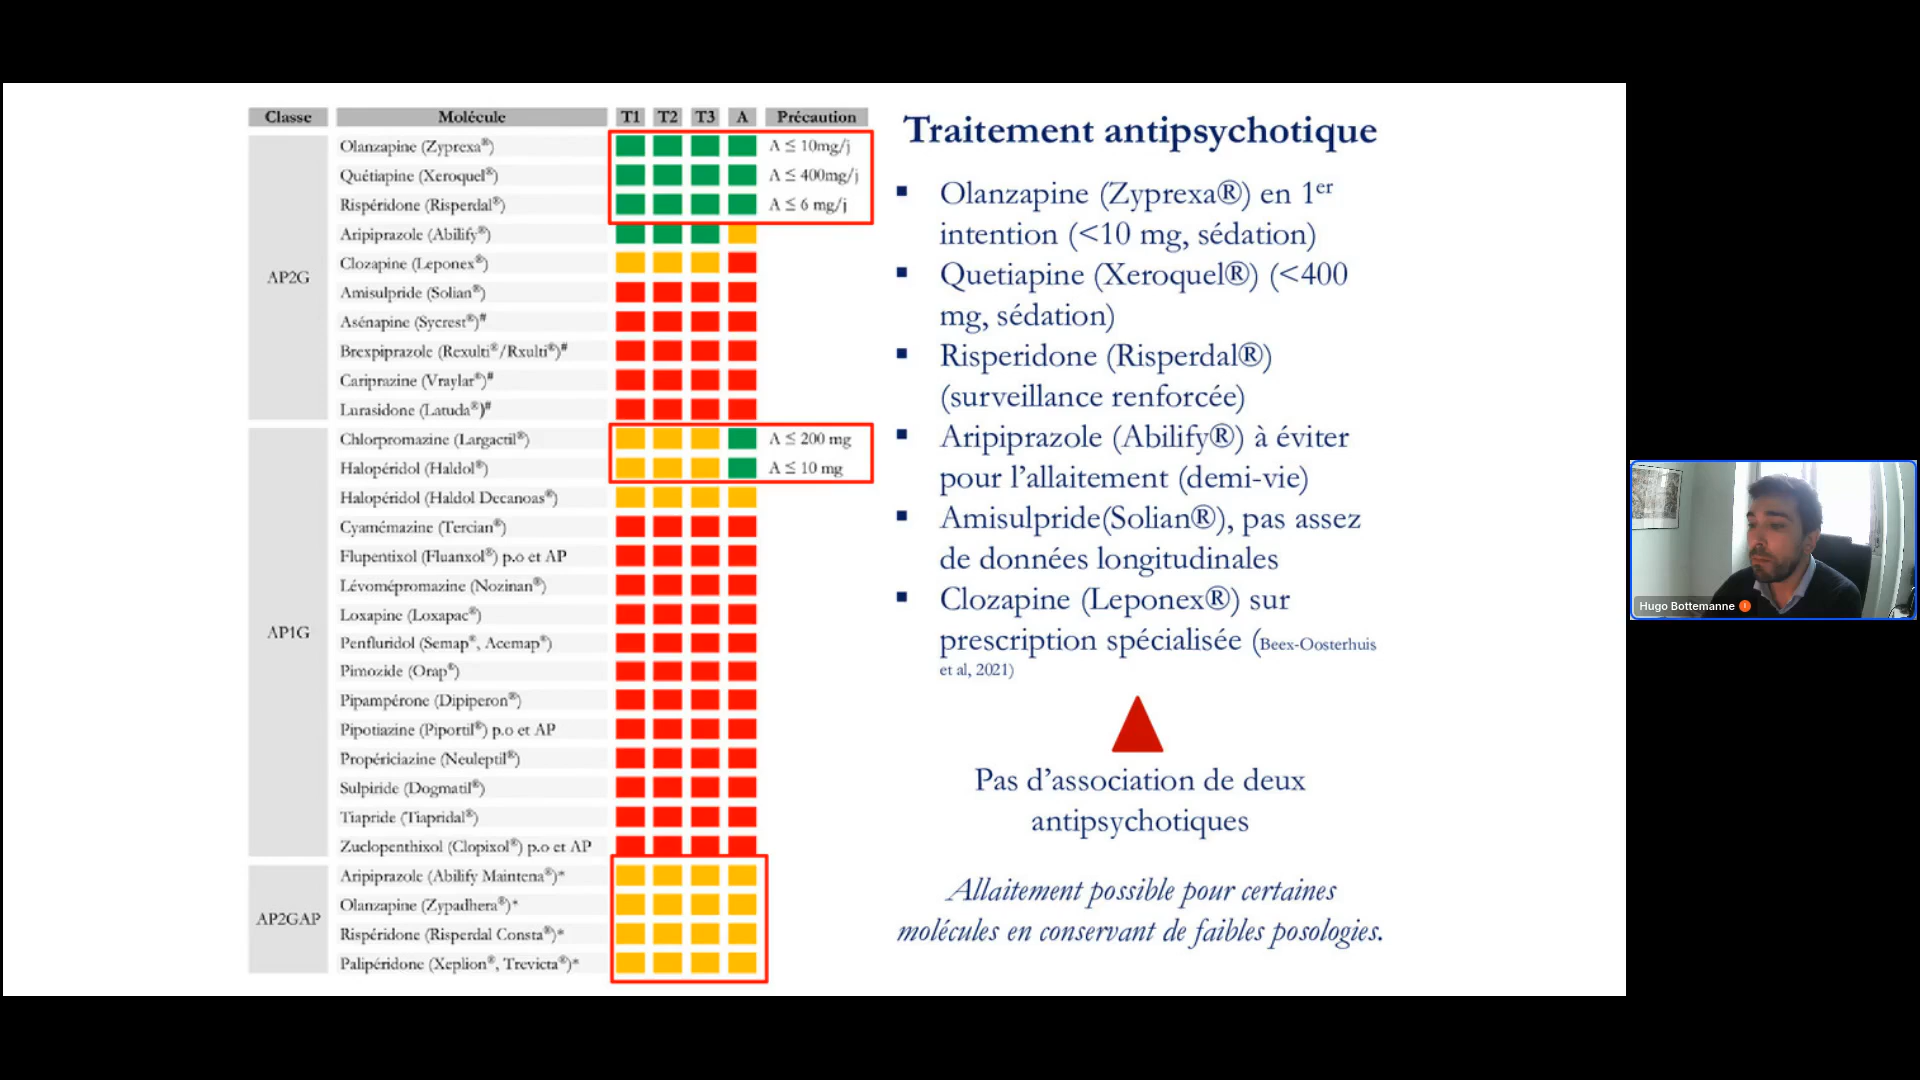 Classe Molécule T1 T2 T3 A Précaution
AP2G
Olanzapine (Zyprexa®) A ≤ 10mg/j
Quétiapine (Xeroquel®) A ≤ 400mg/j
Rispéridone (Risperdal®) A ≤ 6 mg/j
Aripiprazole (Abilify®)
Clozapine (Leponex®)
Amisulpride (Solian®)
Asénapine (Sycrest®)#
Brexpiprazole (Rexulti®/Rxulti®)#
Cariprazine (Vraylar®)#
Lurasidone (Latuda®)#
AP1G
Chlorpromazine (Largactil®) A ≤ 200 mg
Halopéridol (Haldol®) A ≤ 10 mg
Halopéridol (Haldol Decanoas®)
Cyamémazine (Tercian®)
Flupentixol (Fluanxol®) p.o et AP
Lévomépromazine (Nozinan®)
Loxapine (Loxapac®)
Penfluridol (Semap®, Acemap®)
Pimozide (Orap®)
Pipampérone (Dipiperon®)
Pipotiazine (Piportil®) p.o et AP
Propériciazine (Neuleptil®)
Sulpiride (Dogmatil®)
Tiapride (Tiapridal®)
Zuclopenthixol (Clopixol®) p.o et AP
AP2GAP
Aripiprazole (Abilify Maintena®)*
Olanzapine (Zypadhera®)*
Rispéridone (Risperdal Consta®)*
Palipéridone (Xeplion®, Trevicta®)*
Traitement antipsychotique
▪ Olanzapine (Zyprexa®) en 1er
intention (<10 mg, sédation)
▪ Quetiapine (Xeroquel®) (<400
mg, sédation)
▪ Risperidone (Risperdal®)
(surveillance renforcée)
▪ Aripiprazole (Abilify®) à éviter
pour l’allaitement (demi-vie)
▪ Amisulpride(Solian®), pas assez
de données longitudinales
▪ Clozapine (Leponex®) sur
prescription spécialisée (Beex-Oosterhuis
et al, 2021)
Pas d’association de deux
antipsychotiques
Allaitement possible pour certaines
molécules en conservant de faibles posologies.
Hugo Bottemanne